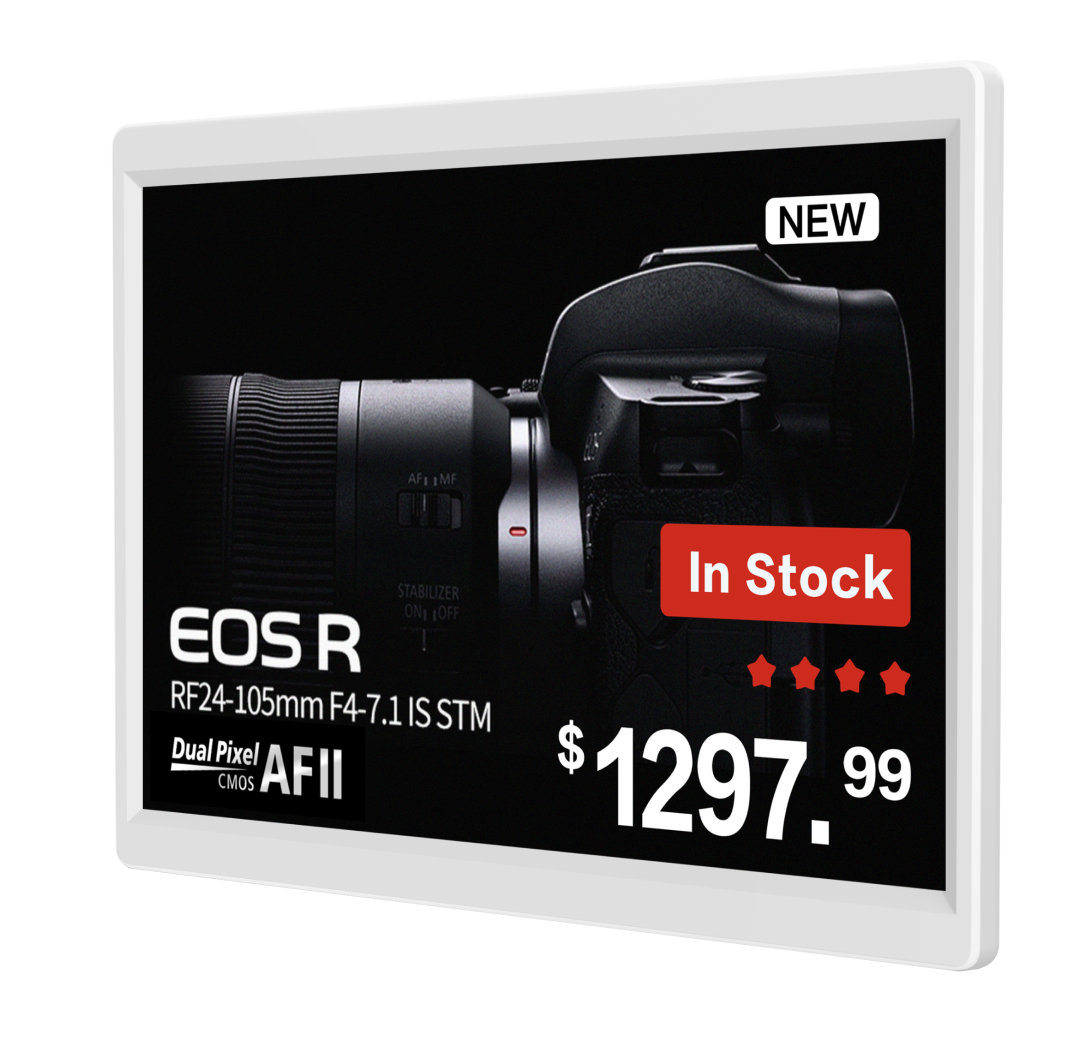 NEW
EOS
AF MF
STABILIZER
ON OFF
In Stock
EOS R
RF24-105mm F4-7.1 IS STM
Dual Pixel
CMOS AF II
$1297.99